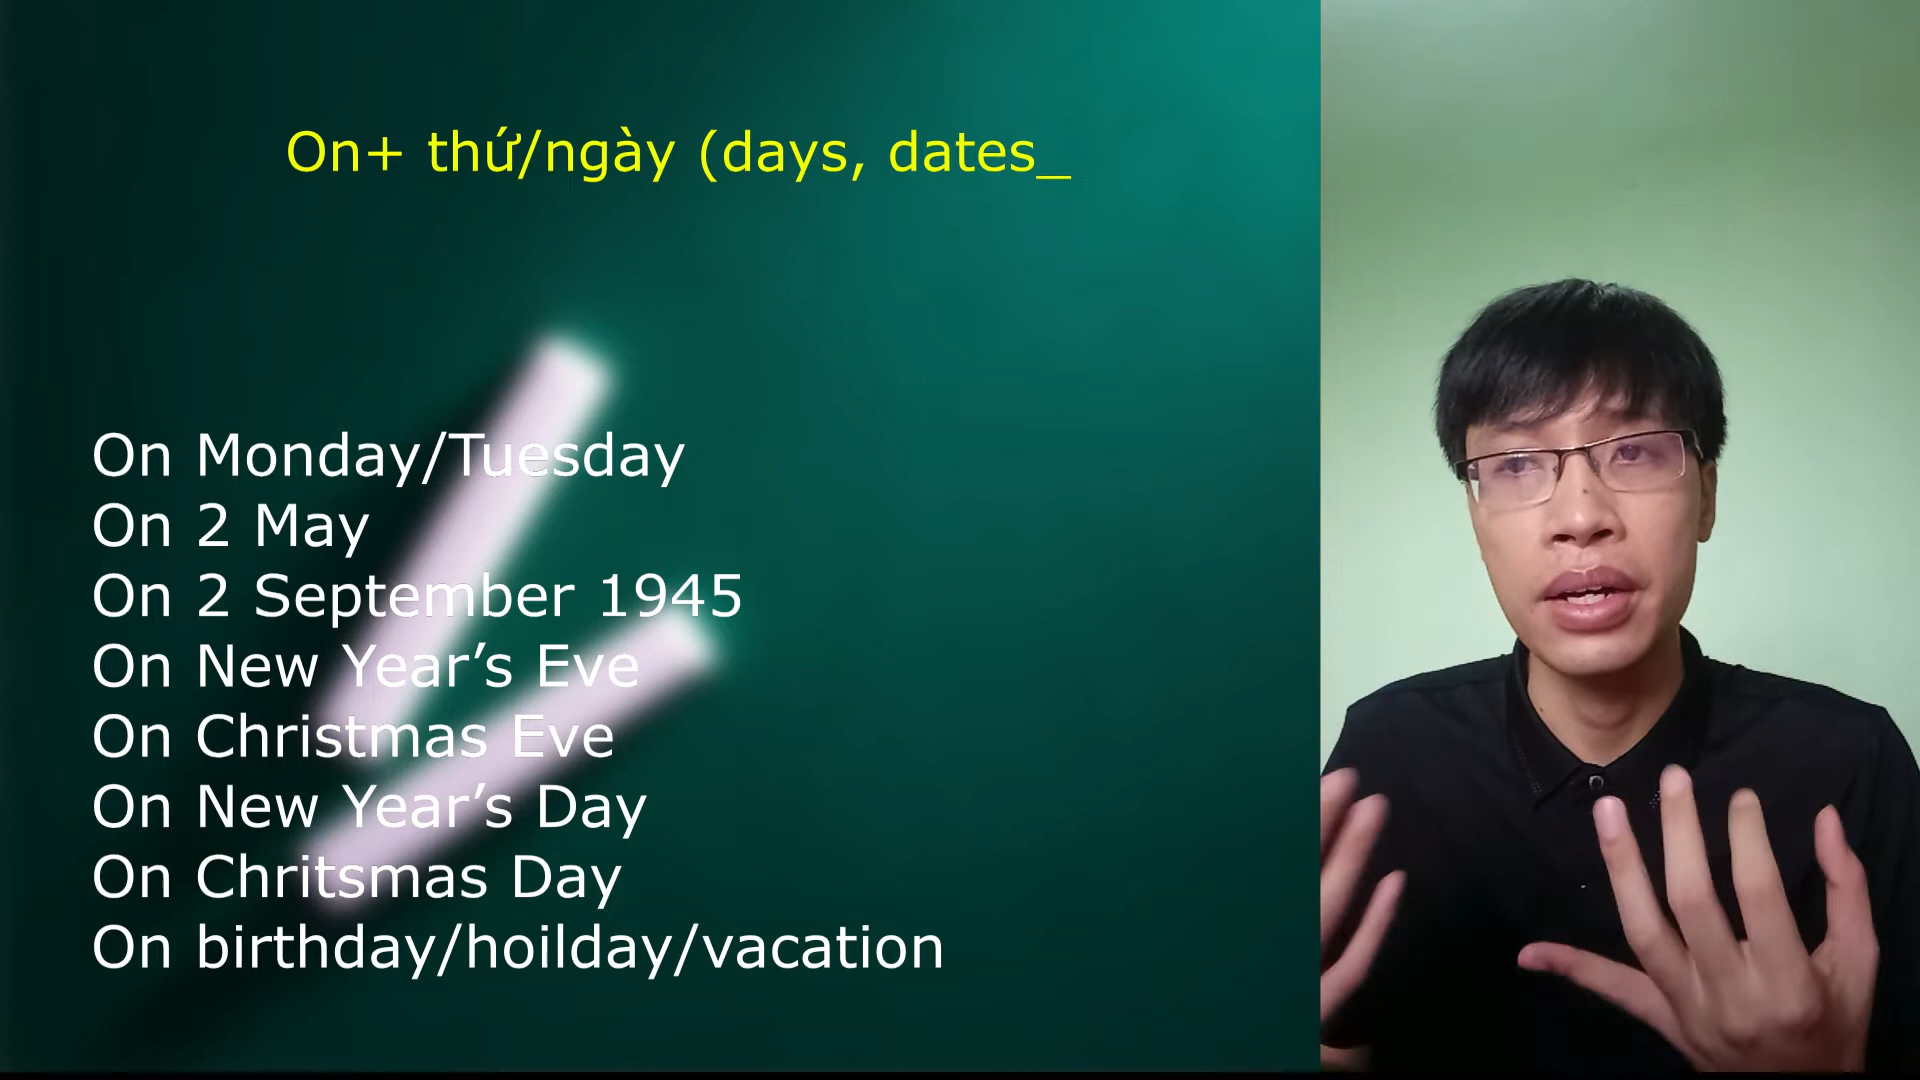 On+ thứ/ngày (days, dates_
On Monday/Tuesday
On 2 May
On 2 September 1945
On New Year’s Eve
On Christmas Eve
On New Year’s Day
On Chritsmas Day
On birthday/hoilday/vacation